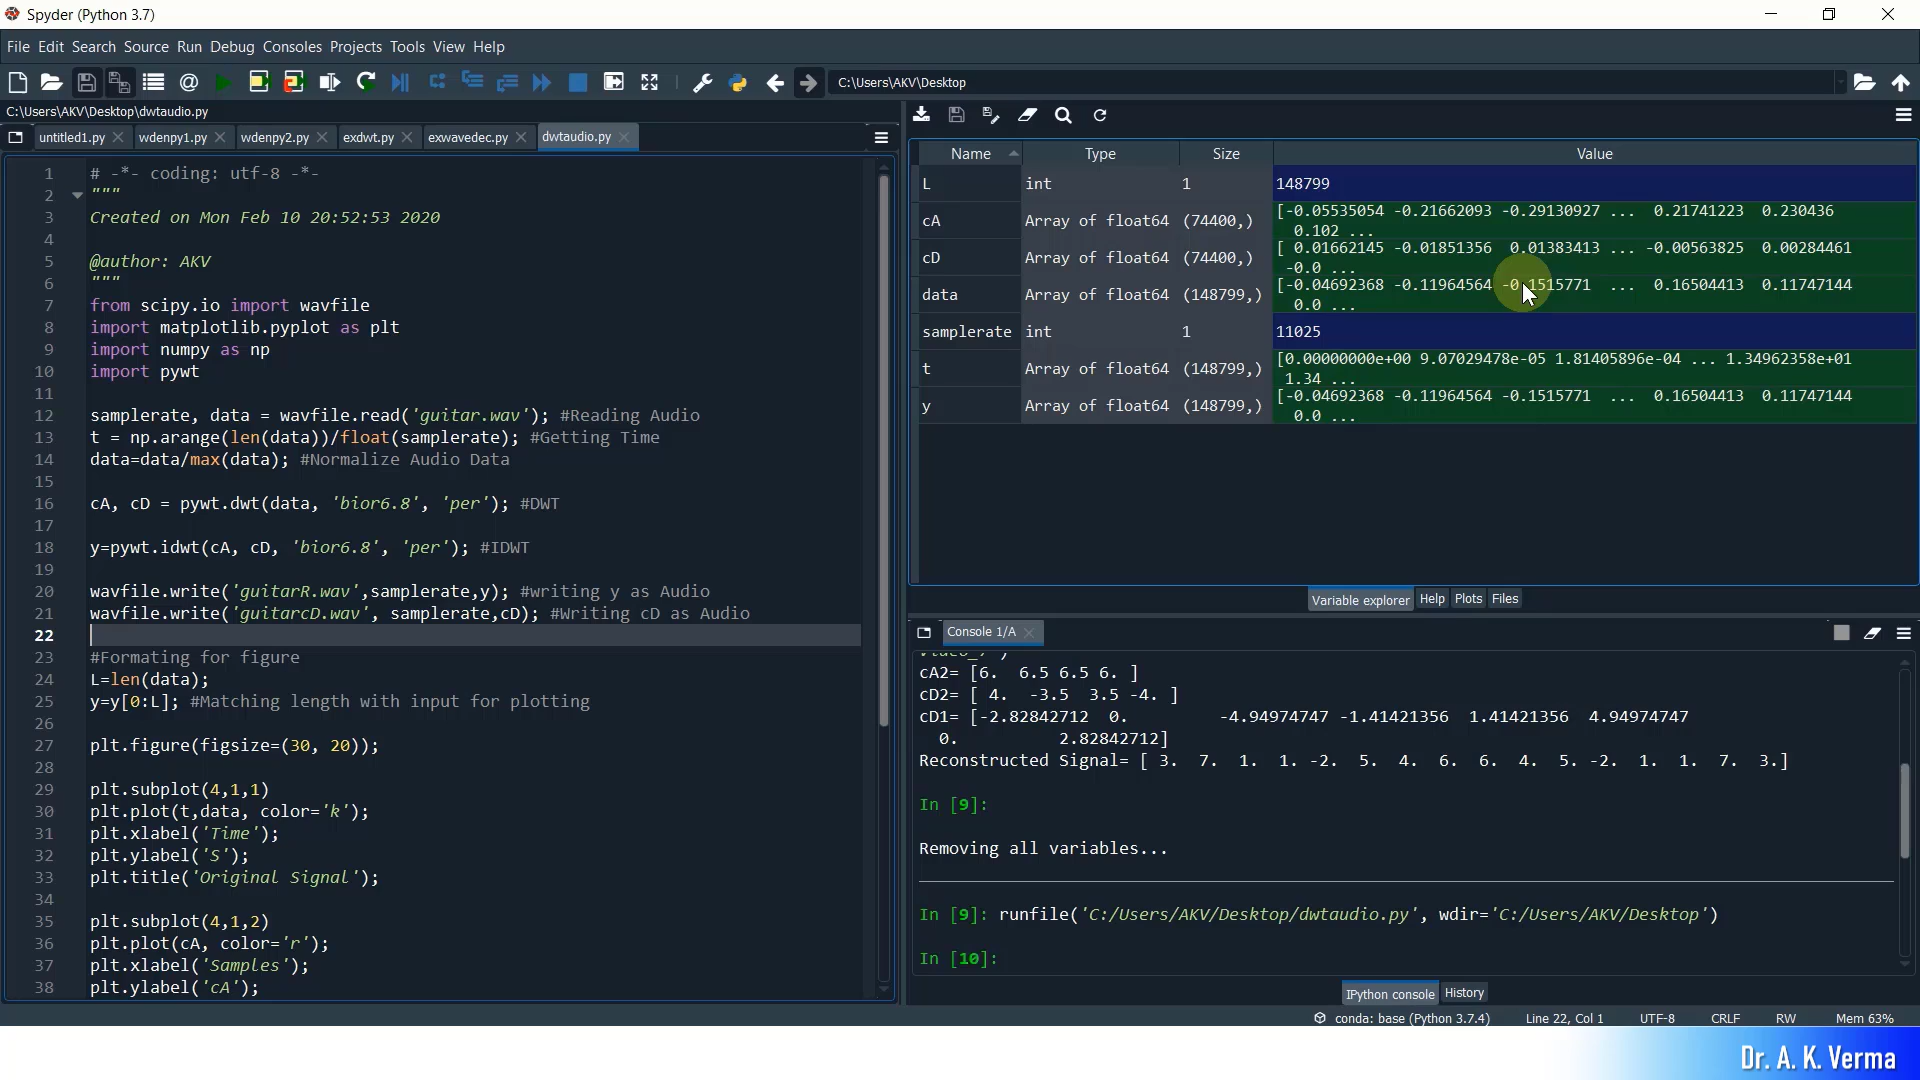 Spyder (Python 3.7)
File Edit Search Source Run Debug Consoles Projects Tools View Help
C:\Users\AKV\Desktop
C:\Users\AKV\Desktop\dwtaudio.py
untitled1.py wdenpy1.py wdenpy2.py exdwt.py exwavedec.py dwtaudio.py
1 # -*- coding: utf-8 -*-
2 """
3 Created on Mon Feb 10 20:52:53 2020
4
5 @author: AKV
6 """
7 from scipy.io import wavfile
8 import matplotlib.pyplot as plt
9 import numpy as np
10 import pywt
11
12 samplerate, data = wavfile.read('guitar.wav'); #Reading Audio
13 t = np.arange(len(data))/float(samplerate); #Getting Time
14 data=data/max(data); #Normalize Audio Data
15
16 cA, cD = pywt.dwt(data, 'bior6.8', 'per'); #DWT
17
18 y=pywt.idwt(cA, cD, 'bior6.8', 'per'); #IDWT
19
20 wavfile.write('guitarR.wav',samplerate,y); #writing y as Audio
21 wavfile.write('guitarcD.wav', samplerate,cD); #Writing cD as Audio
22
23 #Formating for figure
24 L=len(data);
25 y=y[0:L]; #Matching length with input for plotting
26
27 plt.figure(figsize=(30, 20));
28
29 plt.subplot(4,1,1)
30 plt.plot(t,data, color='k');
31 plt.xlabel('Time');
32 plt.ylabel('S');
33 plt.title('Original Signal');
34
35 plt.subplot(4,1,2)
36 plt.plot(cA, color='r');
37 plt.xlabel('Samples');
38 plt.ylabel('cA');
Name Type Size Value
L int 1 148799
cA Array of float64 (74400,) [-0.05535054 -0.21662093 -0.29130927 ... 0.21741223 0.230436
0.102 ...
cD Array of float64 (74400,) [ 0.01662145 -0.01851356 0.01383413 ... -0.00563825 0.00284461
-0.0 ...
data Array of float64 (148799,) [-0.04692368 -0.11964564 -0.1515771 ... 0.16504413 0.11747144
0.0 ...
samplerate int 1 11025
t Array of float64 (148799,) [0.00000000e+00 9.07029478e-05 1.81405896e-04 ... 1.34962358e+01
1.34 ...
y Array of float64 (148799,) [-0.04692368 -0.11964564 -0.1515771 ... 0.16504413 0.11747144
0.0 ...
Variable explorer Help Plots Files
Console 1/A
cA2= [6. 6.5 6.5 6. ]
cD2= [ 4. -3.5 3.5 -4. ]
cD1= [-2.82842712 0. -4.94974747 -1.41421356 1.41421356 4.94974747
0. 2.82842712]
Reconstructed Signal= [ 3. 7. 1. 1. -2. 5. 4. 6. 6. 4. 5. -2. 1. 1. 7. 3.]
In [9]:
Removing all variables...
In [9]: runfile('C:/Users/AKV/Desktop/dwtaudio.py', wdir='C:/Users/AKV/Desktop')
In [10]:
IPython console History
conda: base (Python 3.7.4) Line 22, Col 1 UTF-8 CRLF RW Mem 63%
Dr. A. K. Verma